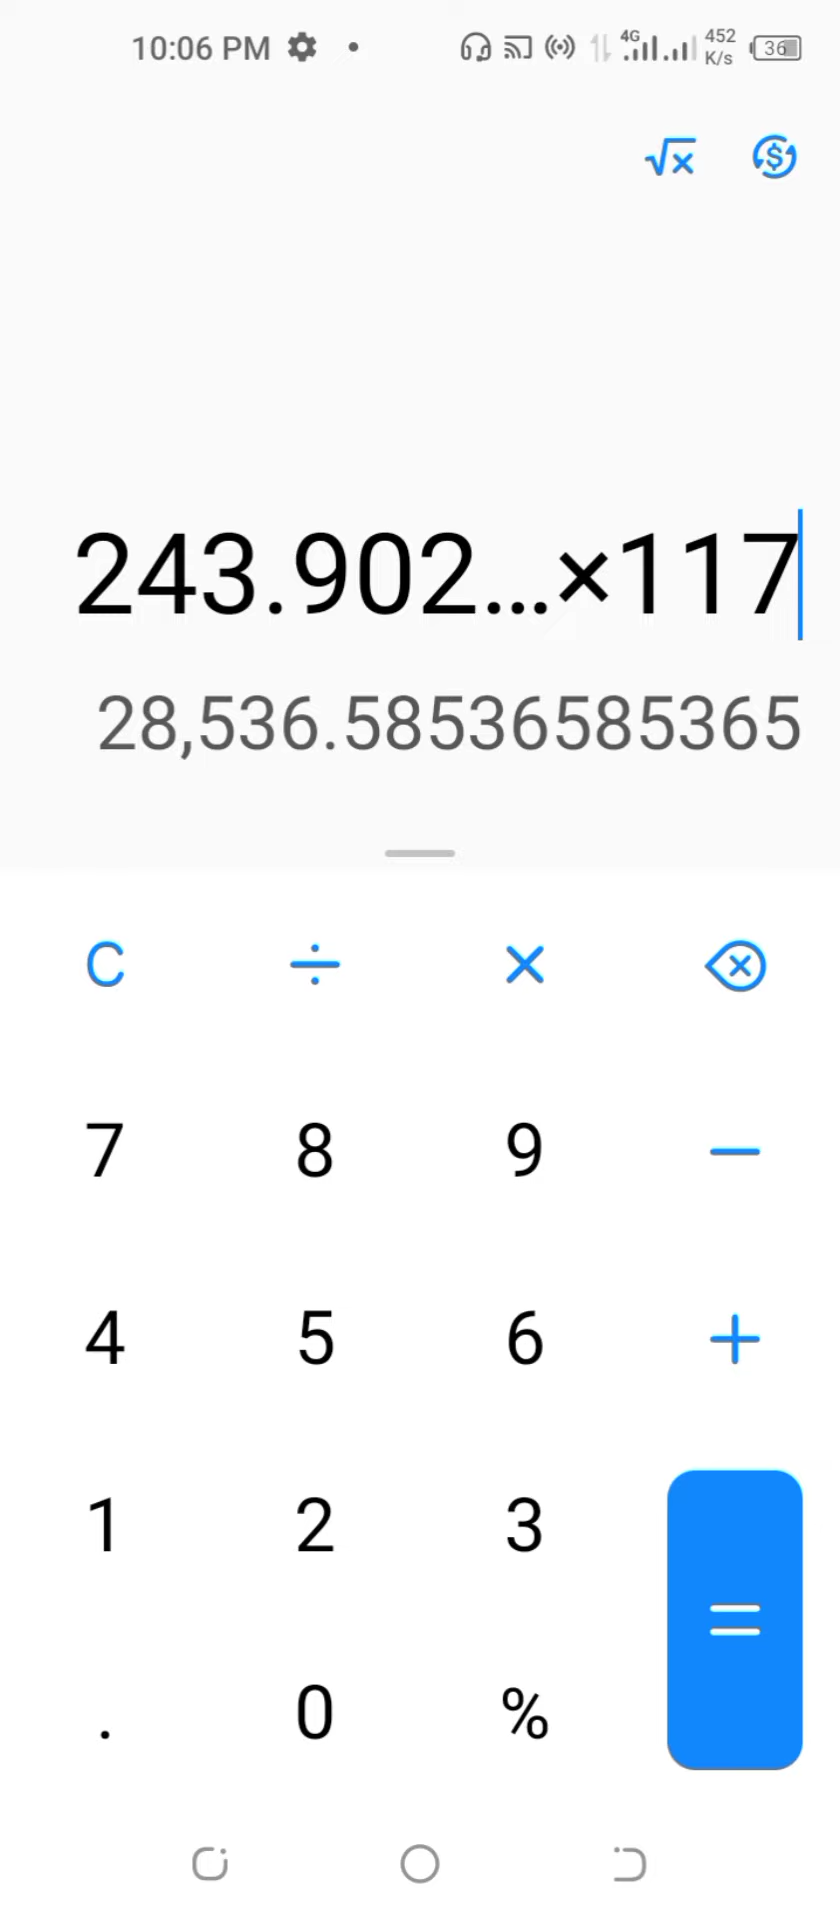 10:06 PM 4G 452 K/s 36
√x $
243.902...×117
28,536.58536585365
C ÷ ×
7 8 9 −
4 5 6 +
1 2 3
=
. 0 %